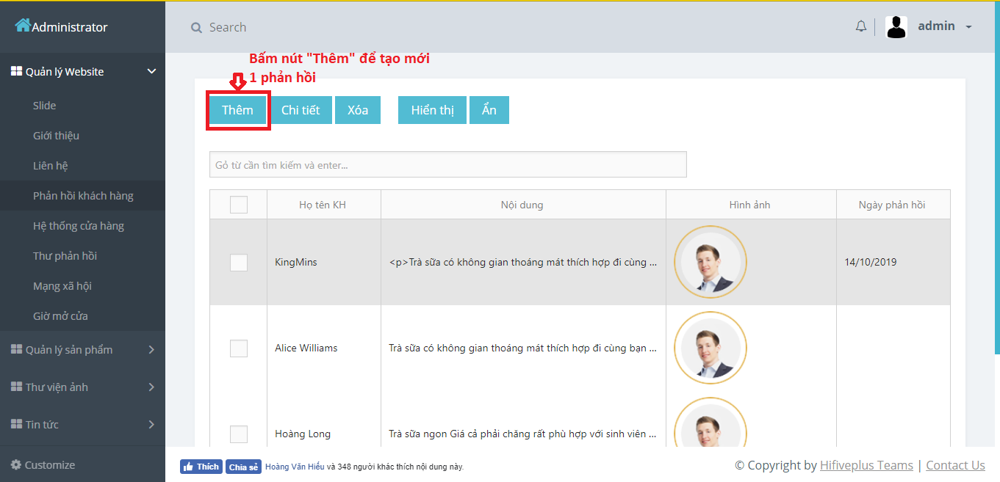 Administrator
Search
admin
Bấm nút "Thêm" để tạo mới
1 phản hồi
Quản lý Website
Slide
Giới thiệu
Liên hệ
Phản hồi khách hàng
Hệ thống cửa hàng
Thư phản hồi
Mạng xã hội
Giờ mở cửa
Quản lý sản phẩm
Thư viện ảnh
Tin tức
Customize
Thêm Chi tiết Xóa Hiển thị Ẩn
Gỏ từ cần tìm kiếm và enter...
Họ tên KH Nội dung Hình ảnh Ngày phản hồi
KingMins <p>Trà sữa có không gian thoáng mát thích hợp đi cùng ... 14/10/2019
Alice Williams Trà sữa có không gian thoáng mát thích hợp đi cùng bạn ...
Hoàng Long Trà sữa ngon Giá cả phải chăng rất phù hợp với sinh viên ...
Thích Chia sẻ Hoàng Văn Hiếu và 348 người khác thích nội dung này.
© Copyright by Hifiveplus Teams | Contact Us